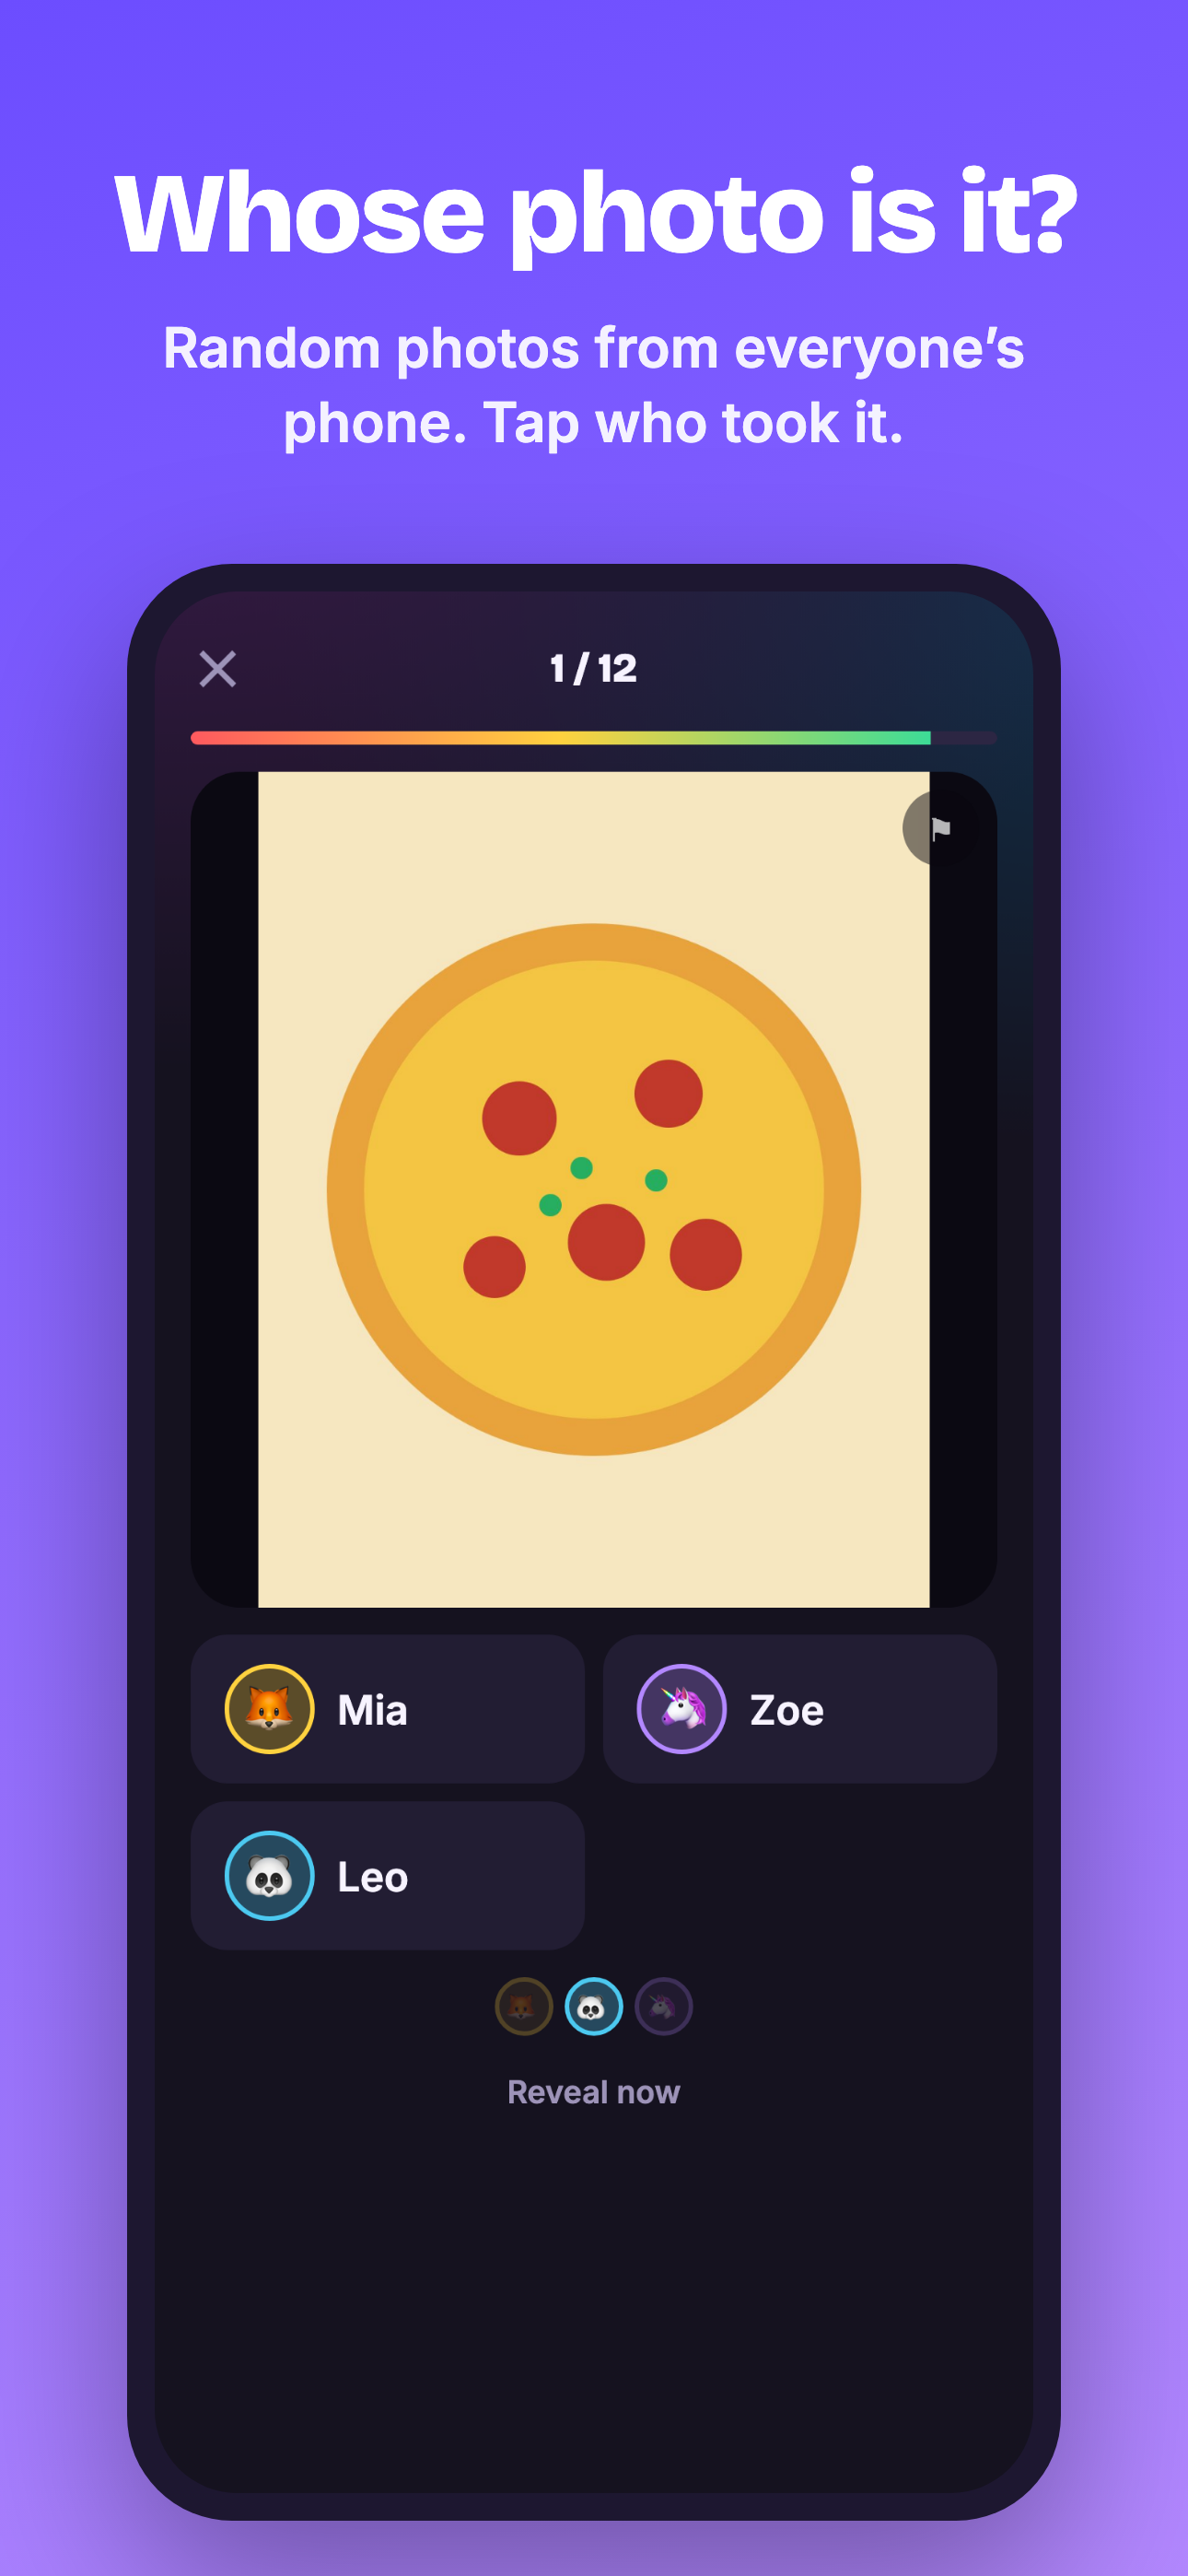 Whose photo is it?
Random photos from everyone’s
phone. Tap who took it.
1 / 12
Mia
Zoe
Leo
Reveal now